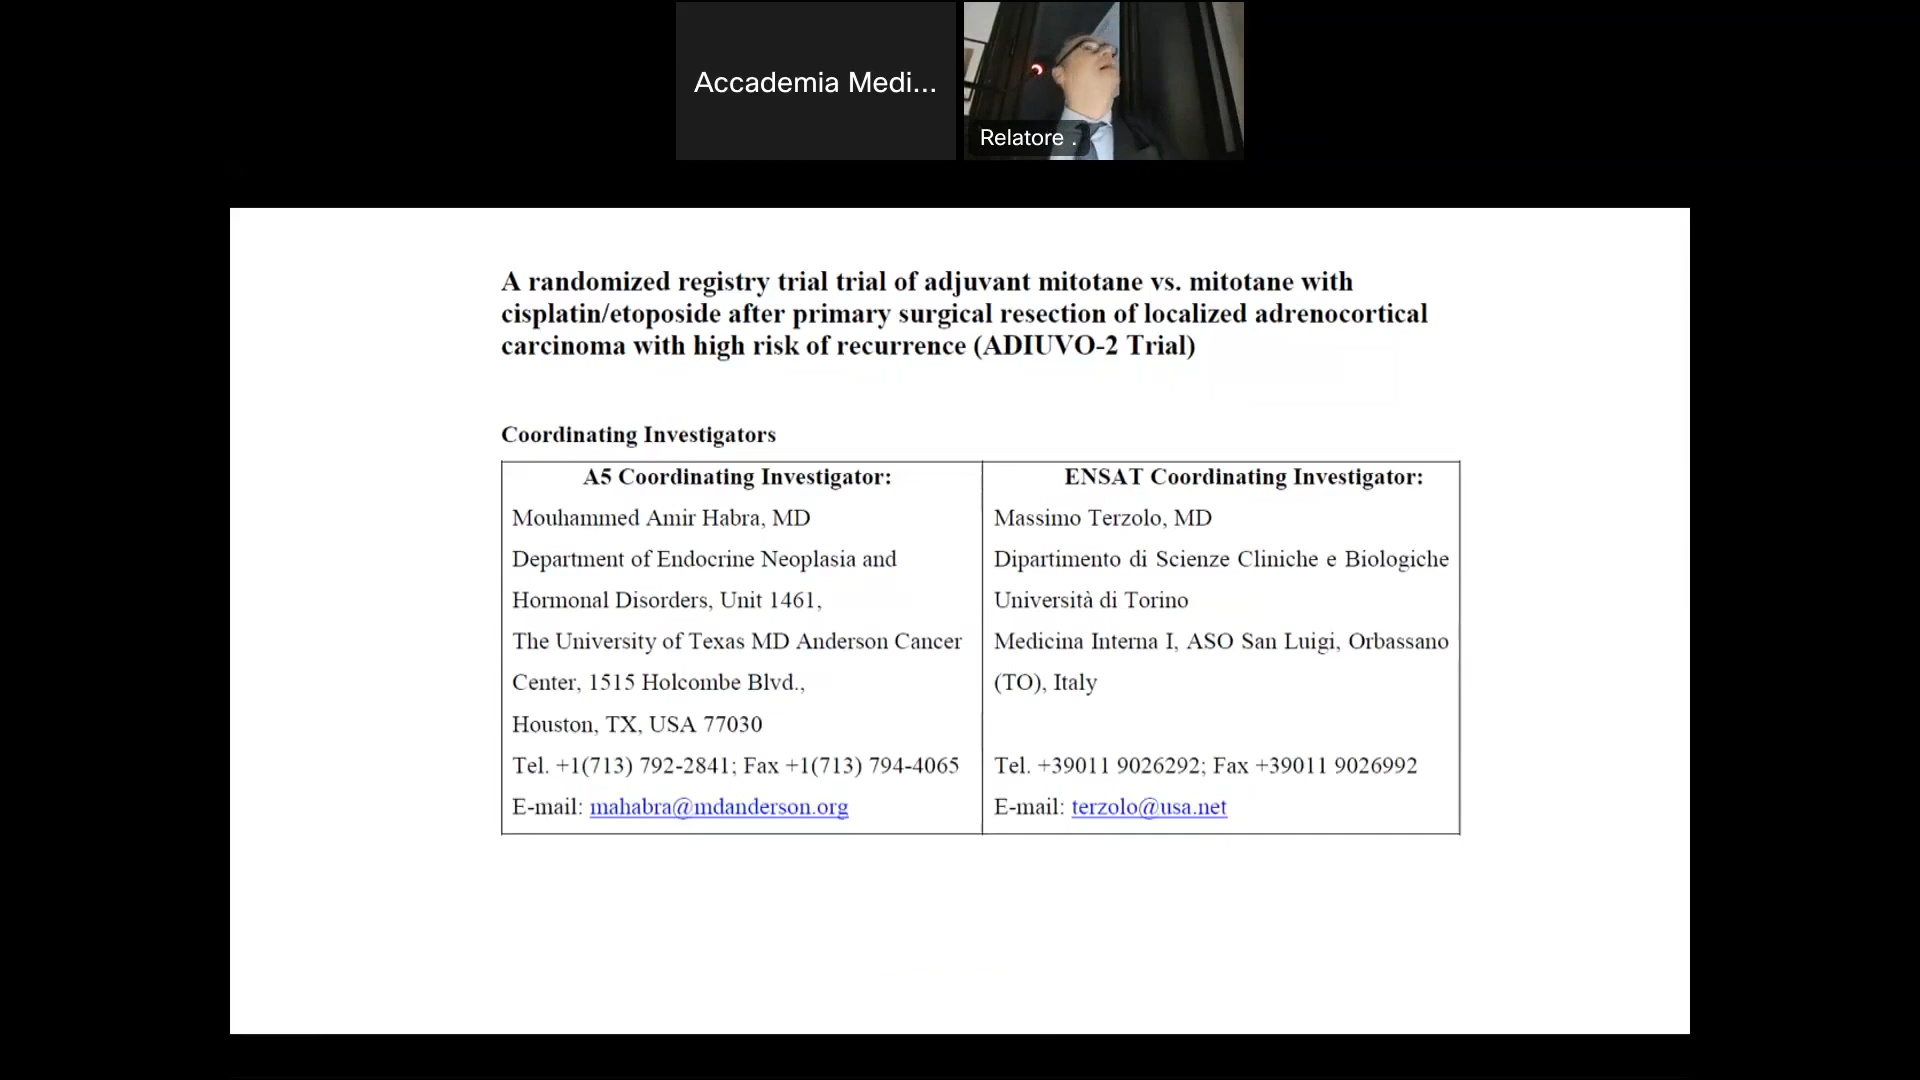 Accademia Medi...
Relatore .
A randomized registry trial trial of adjuvant mitotane vs. mitotane with
cisplatin/etoposide after primary surgical resection of localized adrenocortical
carcinoma with high risk of recurrence (ADIUVO-2 Trial)
Coordinating Investigators
A5 Coordinating Investigator:
Mouhammed Amir Habra, MD
Department of Endocrine Neoplasia and
Hormonal Disorders, Unit 1461,
The University of Texas MD Anderson Cancer
Center, 1515 Holcombe Blvd.,
Houston, TX, USA 77030
Tel. +1(713) 792-2841; Fax +1(713) 794-4065
E-mail: mahabra@mdanderson.org
ENSAT Coordinating Investigator:
Massimo Terzolo, MD
Dipartimento di Scienze Cliniche e Biologiche
Università di Torino
Medicina Interna I, ASO San Luigi, Orbassano
(TO), Italy
Tel. +39011 9026292; Fax +39011 9026992
E-mail: terzolo@usa.net